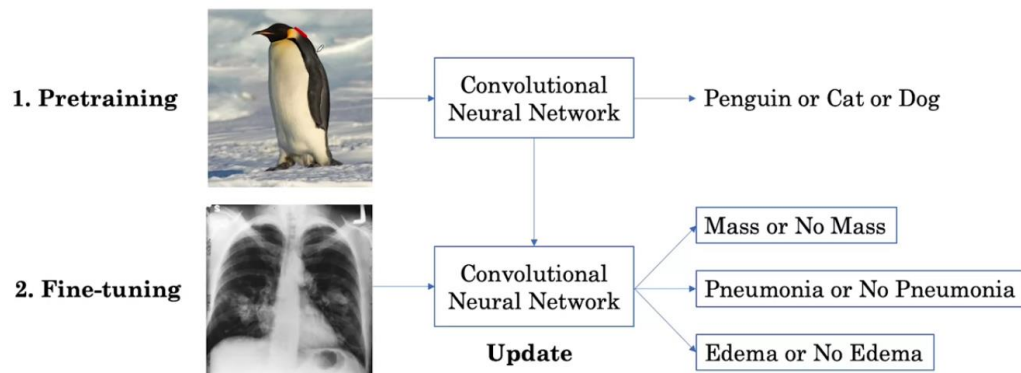 1. Pretraining
Convolutional
Neural Network
Penguin or Cat or Dog
2. Fine-tuning
Convolutional
Neural Network
Update
Mass or No Mass
Pneumonia or No Pneumonia
Edema or No Edema